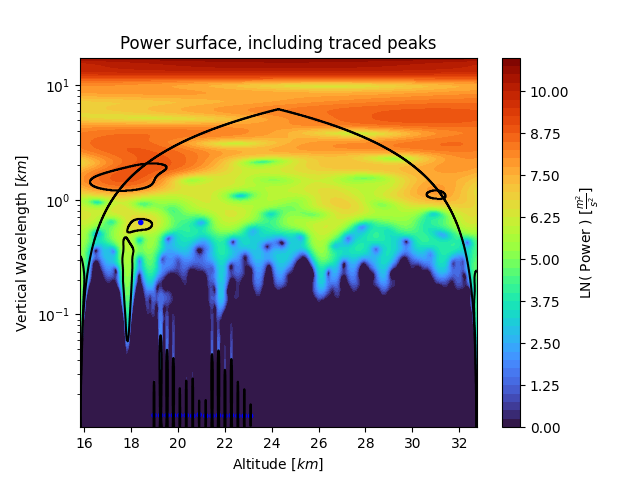 Power surface, including traced peaks
Vertical Wavelength [km]
10¹
10⁰
10⁻¹
16 18 20 22 24 26 28 30 32
Altitude [km]
10.00
8.75
7.50
6.25
5.00
3.75
2.50
1.25
0.00
LN( Power ) [m²/s²]